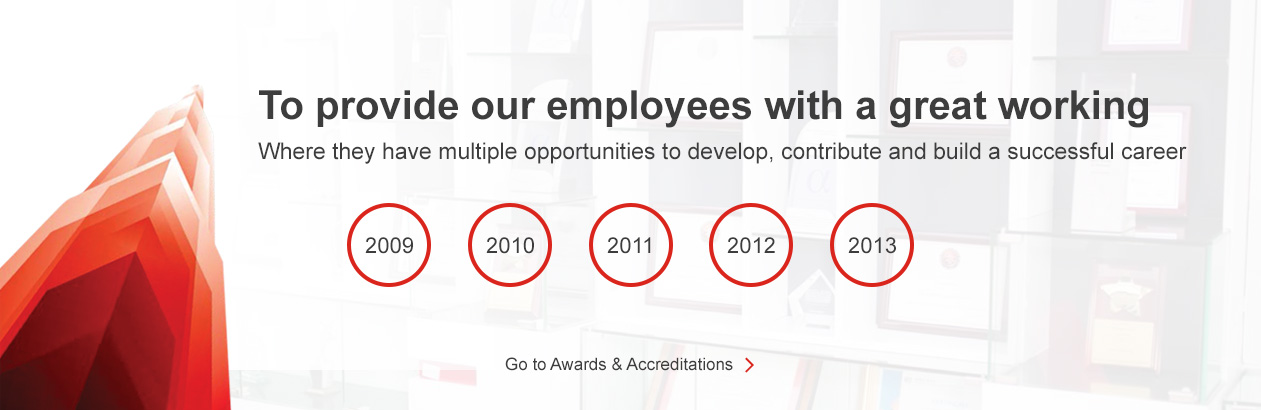 To provide our employees with a great working
Where they have multiple opportunities to develop, contribute and build a successful career
2009 2010 2011 2012 2013
Go to Awards & Accreditations